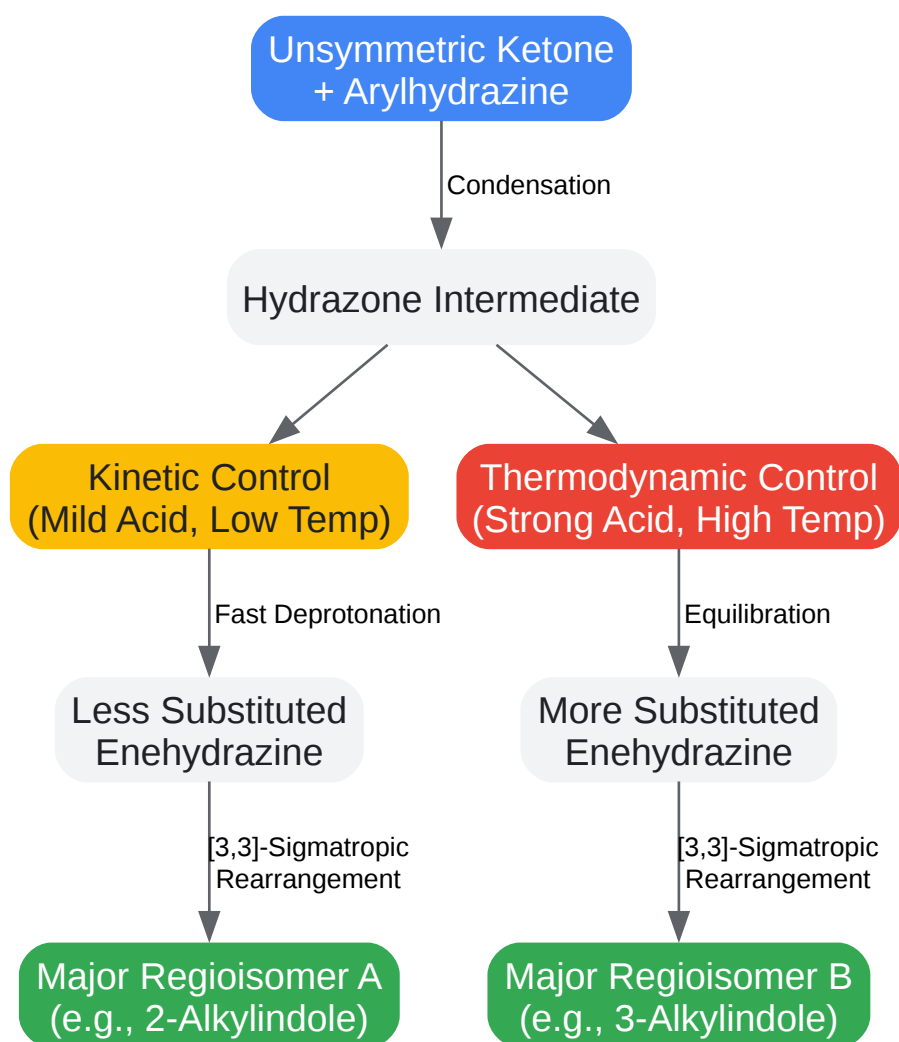 Unsymmetric Ketone
+ Arylhydrazine
Condensation
Hydrazone Intermediate
Kinetic Control
(Mild Acid, Low Temp)
Thermodynamic Control
(Strong Acid, High Temp)
Fast Deprotonation
Equilibration
Less Substituted
Enehydrazine
More Substituted
Enehydrazine
[3,3]-Sigmatropic
Rearrangement
[3,3]-Sigmatropic
Rearrangement
Major Regioisomer A
(e.g., 2-Alkylindole)
Major Regioisomer B
(e.g., 3-Alkylindole)